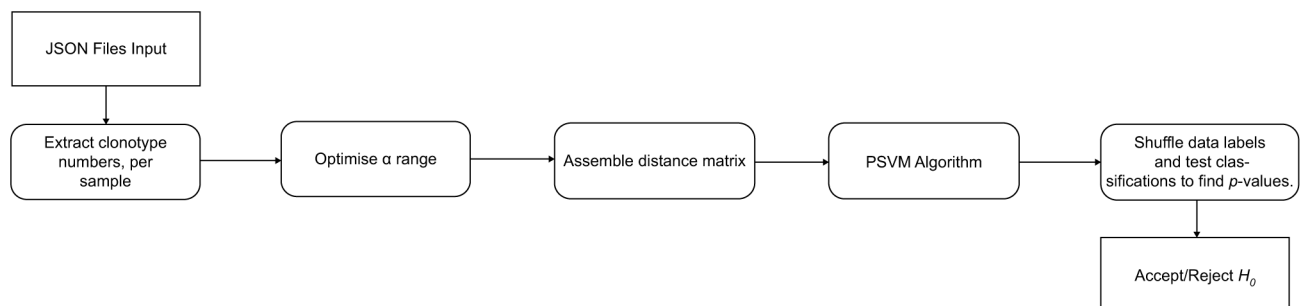 JSON Files Input
Extract clonotype
numbers, per
sample
Optimise α range
Assemble distance matrix
PSVM Algorithm
Shuffle data labels
and test clas-
sifications to find p-values.
Accept/Reject H₀